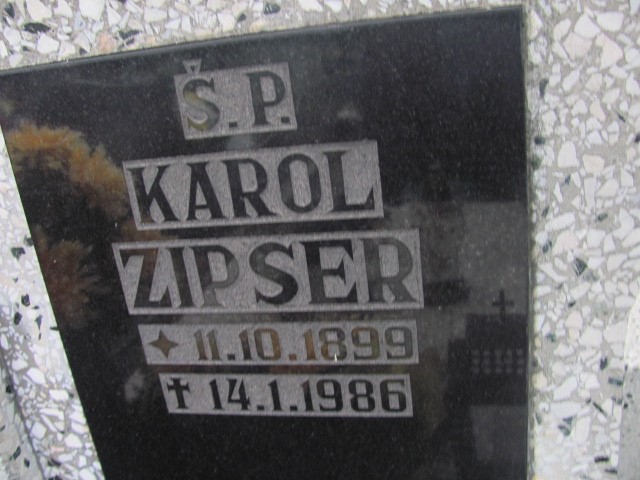 Ś.P.
KAROL
ZIPSER
✦ 11.10.1899
✝ 14.1.1986